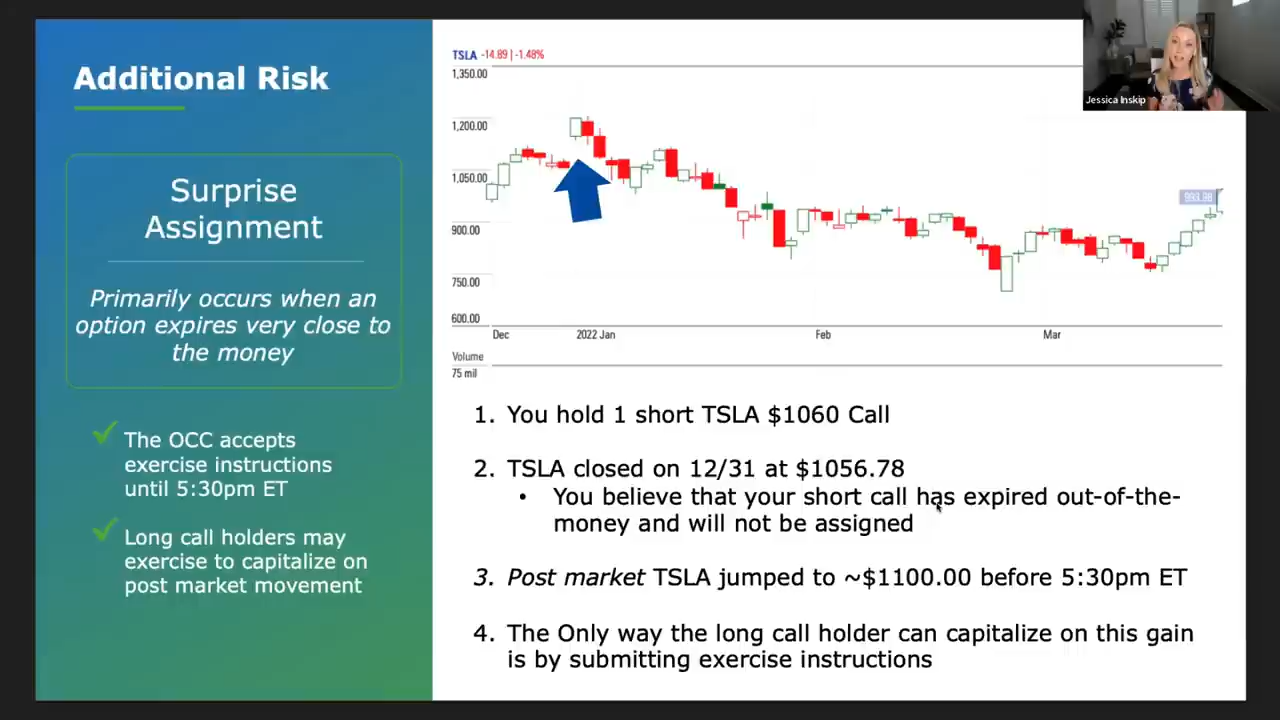 Additional Risk
Surprise
Assignment
Primarily occurs when an
option expires very close to
the money
The OCC accepts
exercise instructions
until 5:30pm ET
Long call holders may
exercise to capitalize on
post market movement
TSLA -14.89 | -1.48%
1,350.00
1,200.00
1,050.00
900.00
750.00
600.00
993.98
Dec
2022 Jan
Feb
Mar
Volume
75 mil
Jessica Inskip
1. You hold 1 short TSLA $1060 Call
2. TSLA closed on 12/31 at $1056.78
• You believe that your short call has expired out-of-the-
money and will not be assigned
3. Post market TSLA jumped to ~$1100.00 before 5:30pm ET
4. The Only way the long call holder can capitalize on this gain
is by submitting exercise instructions